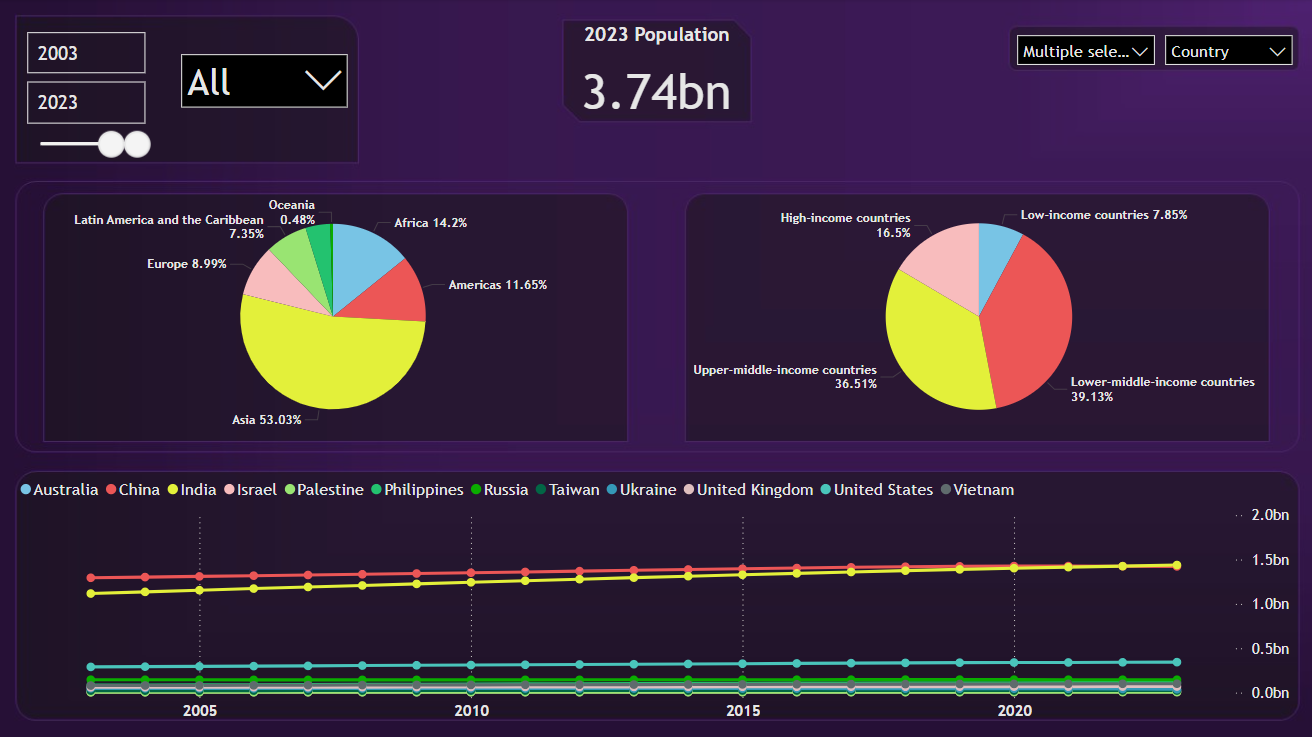 2003
2023
All
2023 Population
3.74bn
Multiple sele...
Country
Oceania
0.48%
Latin America and the Caribbean
7.35%
Europe 8.99%
Africa 14.2%
Americas 11.65%
Asia 53.03%
High-income countries
16.5%
Low-income countries 7.85%
Upper-middle-income countries
36.51%
Lower-middle-income countries
39.13%
Australia China India Israel Palestine Philippines Russia Taiwan Ukraine United Kingdom United States Vietnam
2.0bn
1.5bn
1.0bn
0.5bn
0.0bn
2005 2010 2015 2020